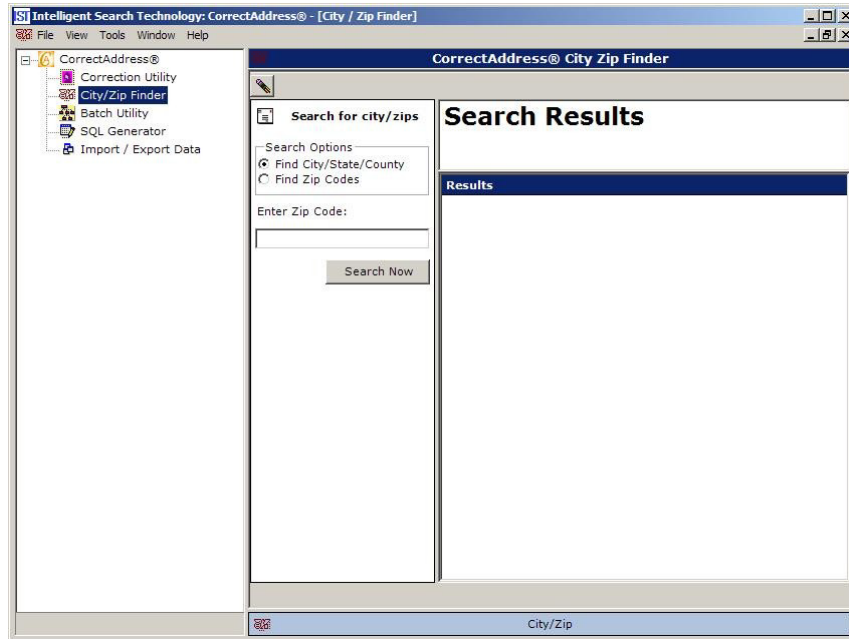 Intelligent Search Technology: CorrectAddress® - [City / Zip Finder]
File View Tools Window Help
CorrectAddress®
Correction Utility
City/Zip Finder
Batch Utility
SQL Generator
Import / Export Data
CorrectAddress® City Zip Finder
Search for city/zips
Search Options
Find City/State/County
Find Zip Codes
Enter Zip Code:
Search Now
Search Results
Results
City/Zip